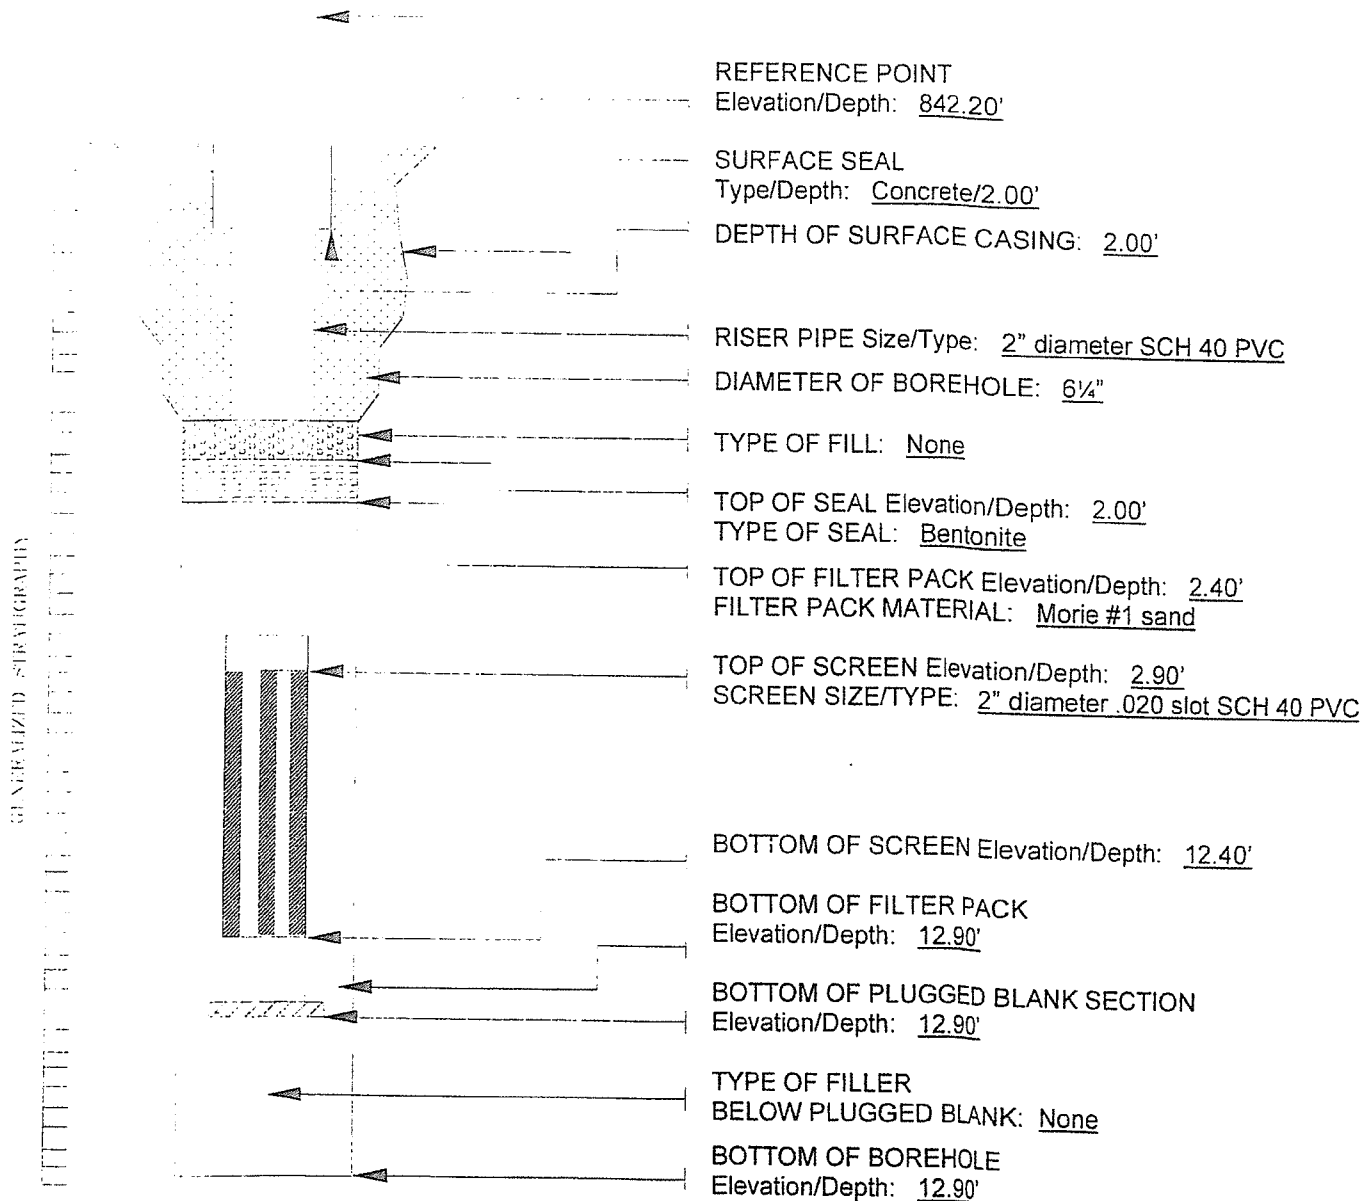 REFERENCE POINT
Elevation/Depth: 842.20'
SURFACE SEAL
Type/Depth: Concrete/2.00'
DEPTH OF SURFACE CASING: 2.00'
RISER PIPE Size/Type: 2" diameter SCH 40 PVC
DIAMETER OF BOREHOLE: 6¼"
TYPE OF FILL: None
TOP OF SEAL Elevation/Depth: 2.00'
TYPE OF SEAL: Bentonite
TOP OF FILTER PACK Elevation/Depth: 2.40'
FILTER PACK MATERIAL: Morie #1 sand
TOP OF SCREEN Elevation/Depth: 2.90'
SCREEN SIZE/TYPE: 2" diameter .020 slot SCH 40 PVC
BOTTOM OF SCREEN Elevation/Depth: 12.40'
BOTTOM OF FILTER PACK
Elevation/Depth: 12.90'
BOTTOM OF PLUGGED BLANK SECTION
Elevation/Depth: 12.90'
TYPE OF FILLER
BELOW PLUGGED BLANK: None
BOTTOM OF BOREHOLE
Elevation/Depth: 12.90'
GENERALIZED STRATIGRAPHY